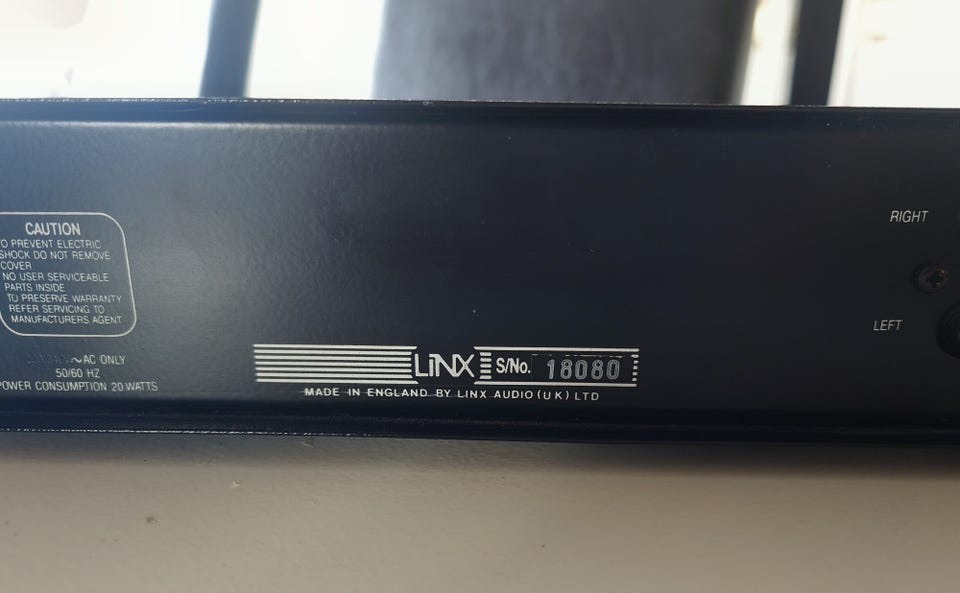 CAUTION
TO PREVENT ELECTRIC
SHOCK DO NOT REMOVE
COVER
NO USER SERVICEABLE
PARTS INSIDE
TO PRESERVE WARRANTY
REFER SERVICING TO
MANUFACTURERS AGENT
~AC ONLY
50/60 HZ
POWER CONSUMPTION 20 WATTS
LiNX S/No. 18080
MADE IN ENGLAND BY LINX AUDIO (UK) LTD
RIGHT
LEFT